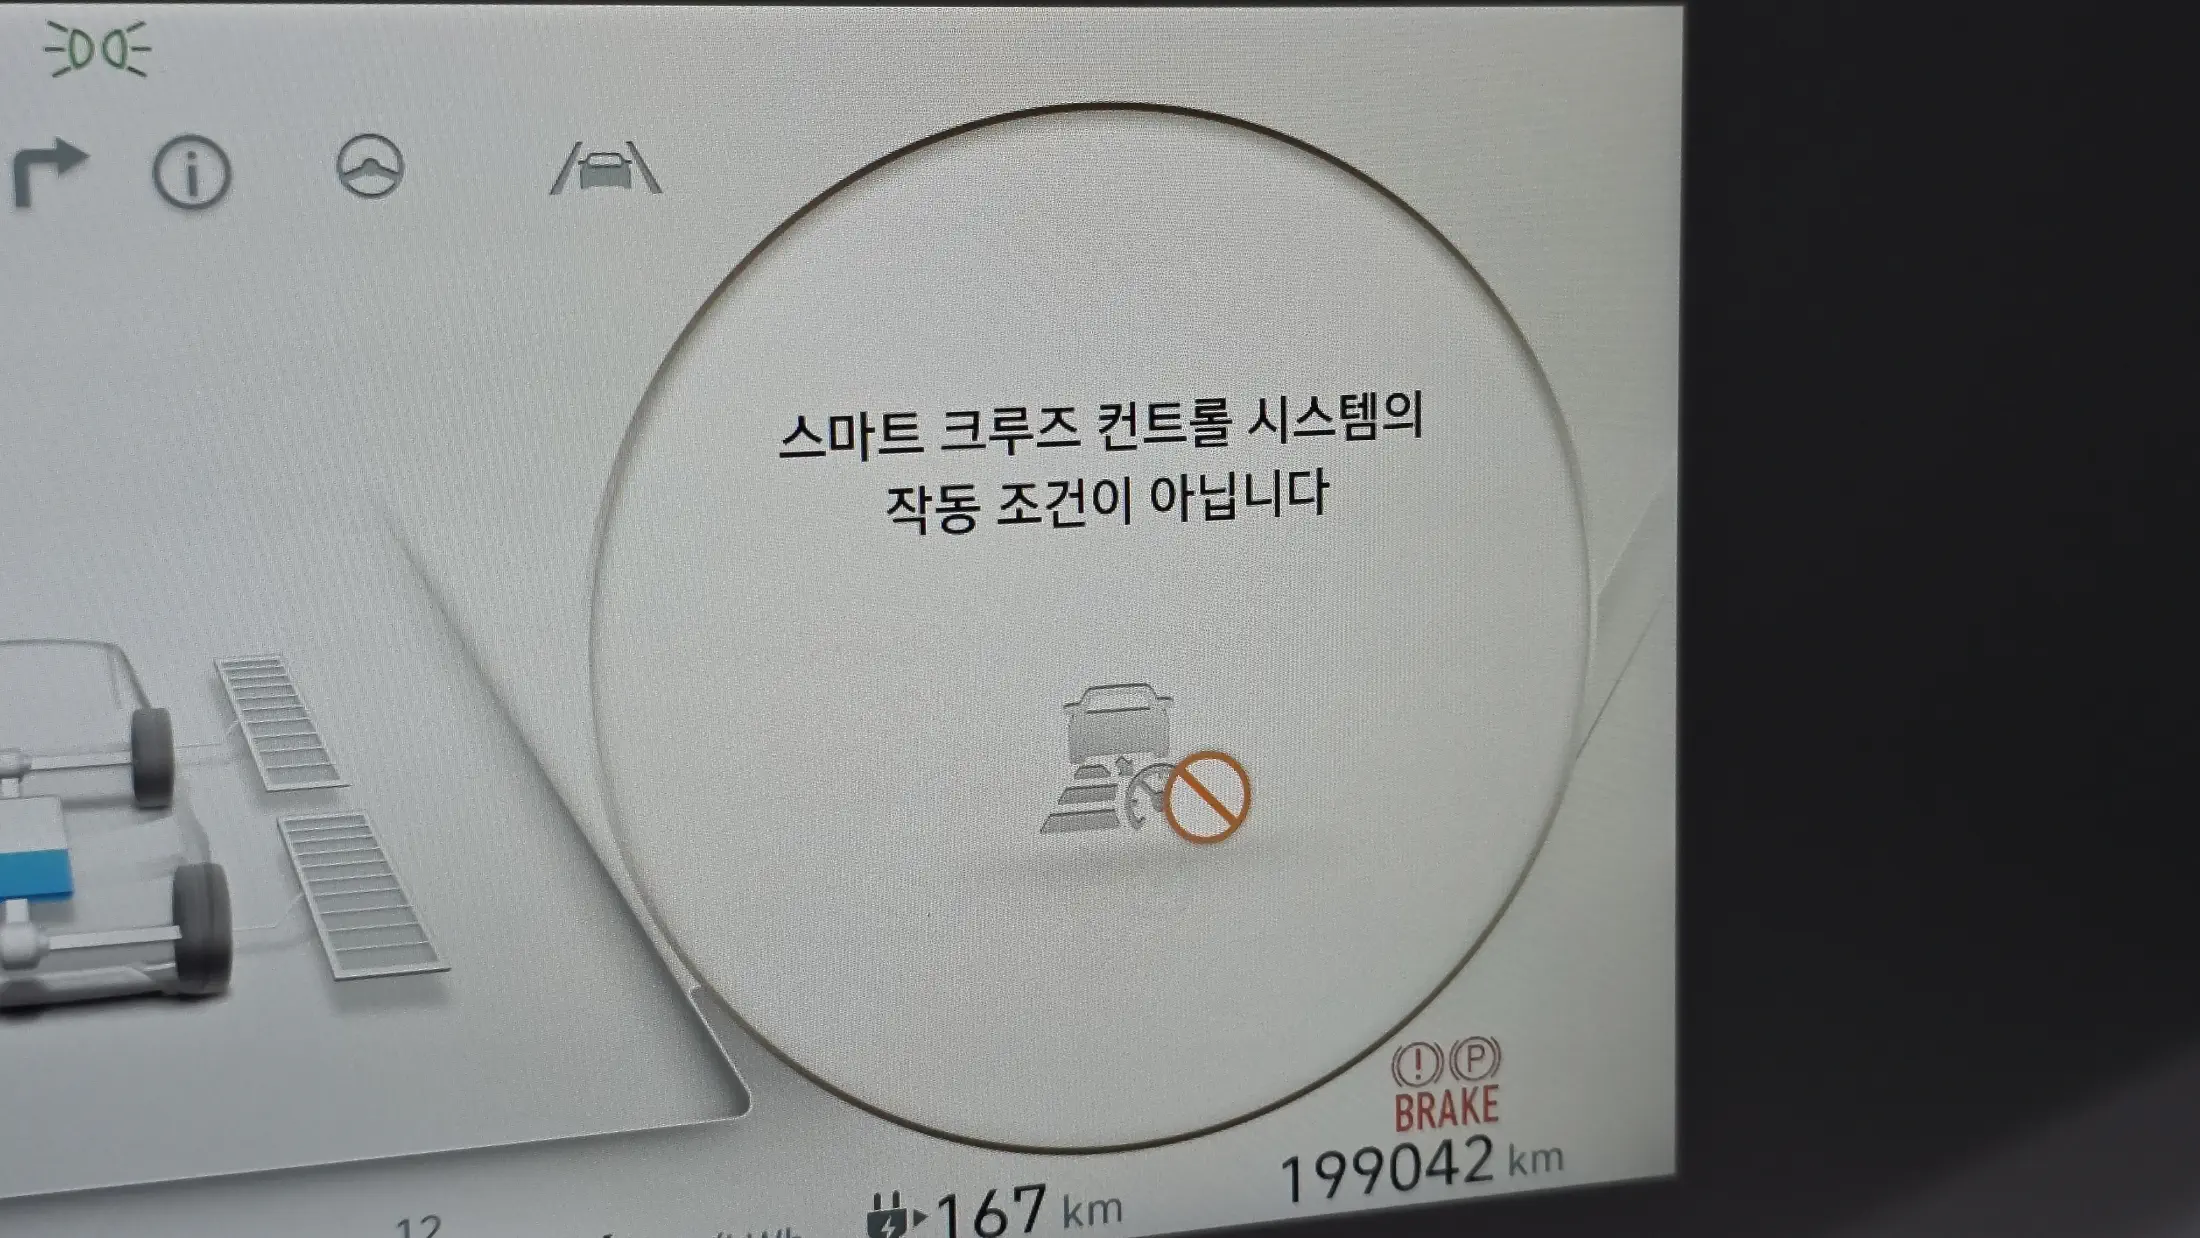 스마트 크루즈 컨트롤 시스템의
작동 조건이 아닙니다
P
BRAKE
199042 km
167 km
12